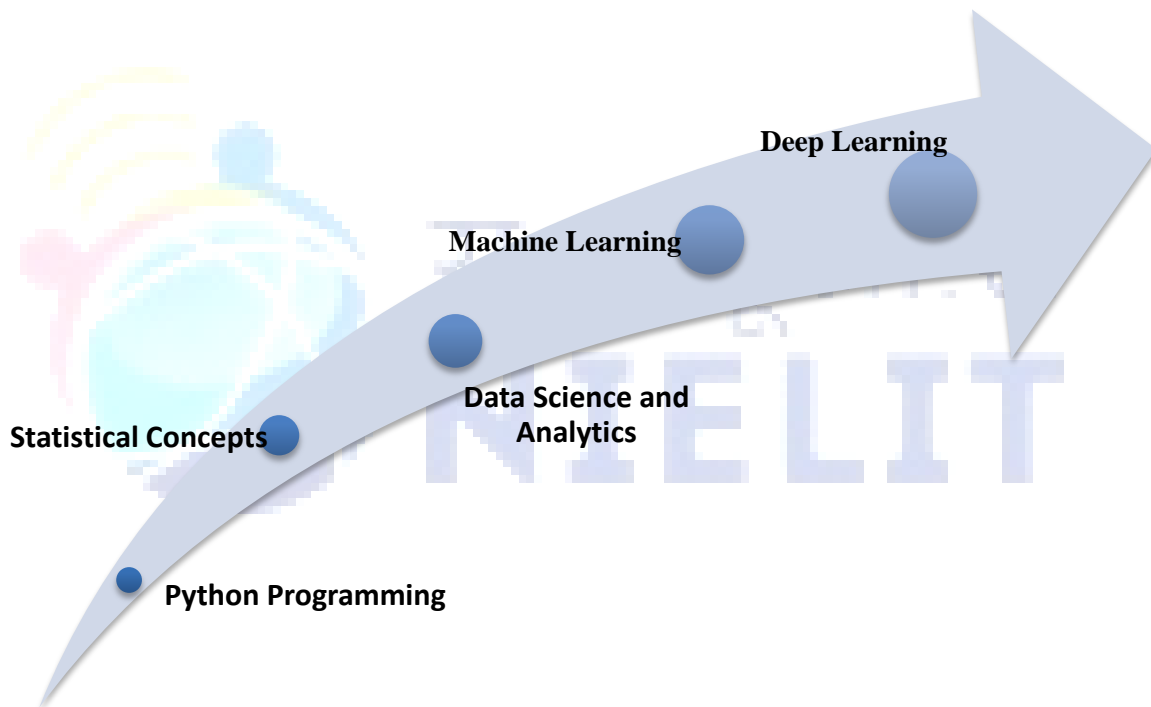 Deep Learning
Machine Learning
Data Science and
Analytics
Statistical Concepts
Python Programming
NIELIT